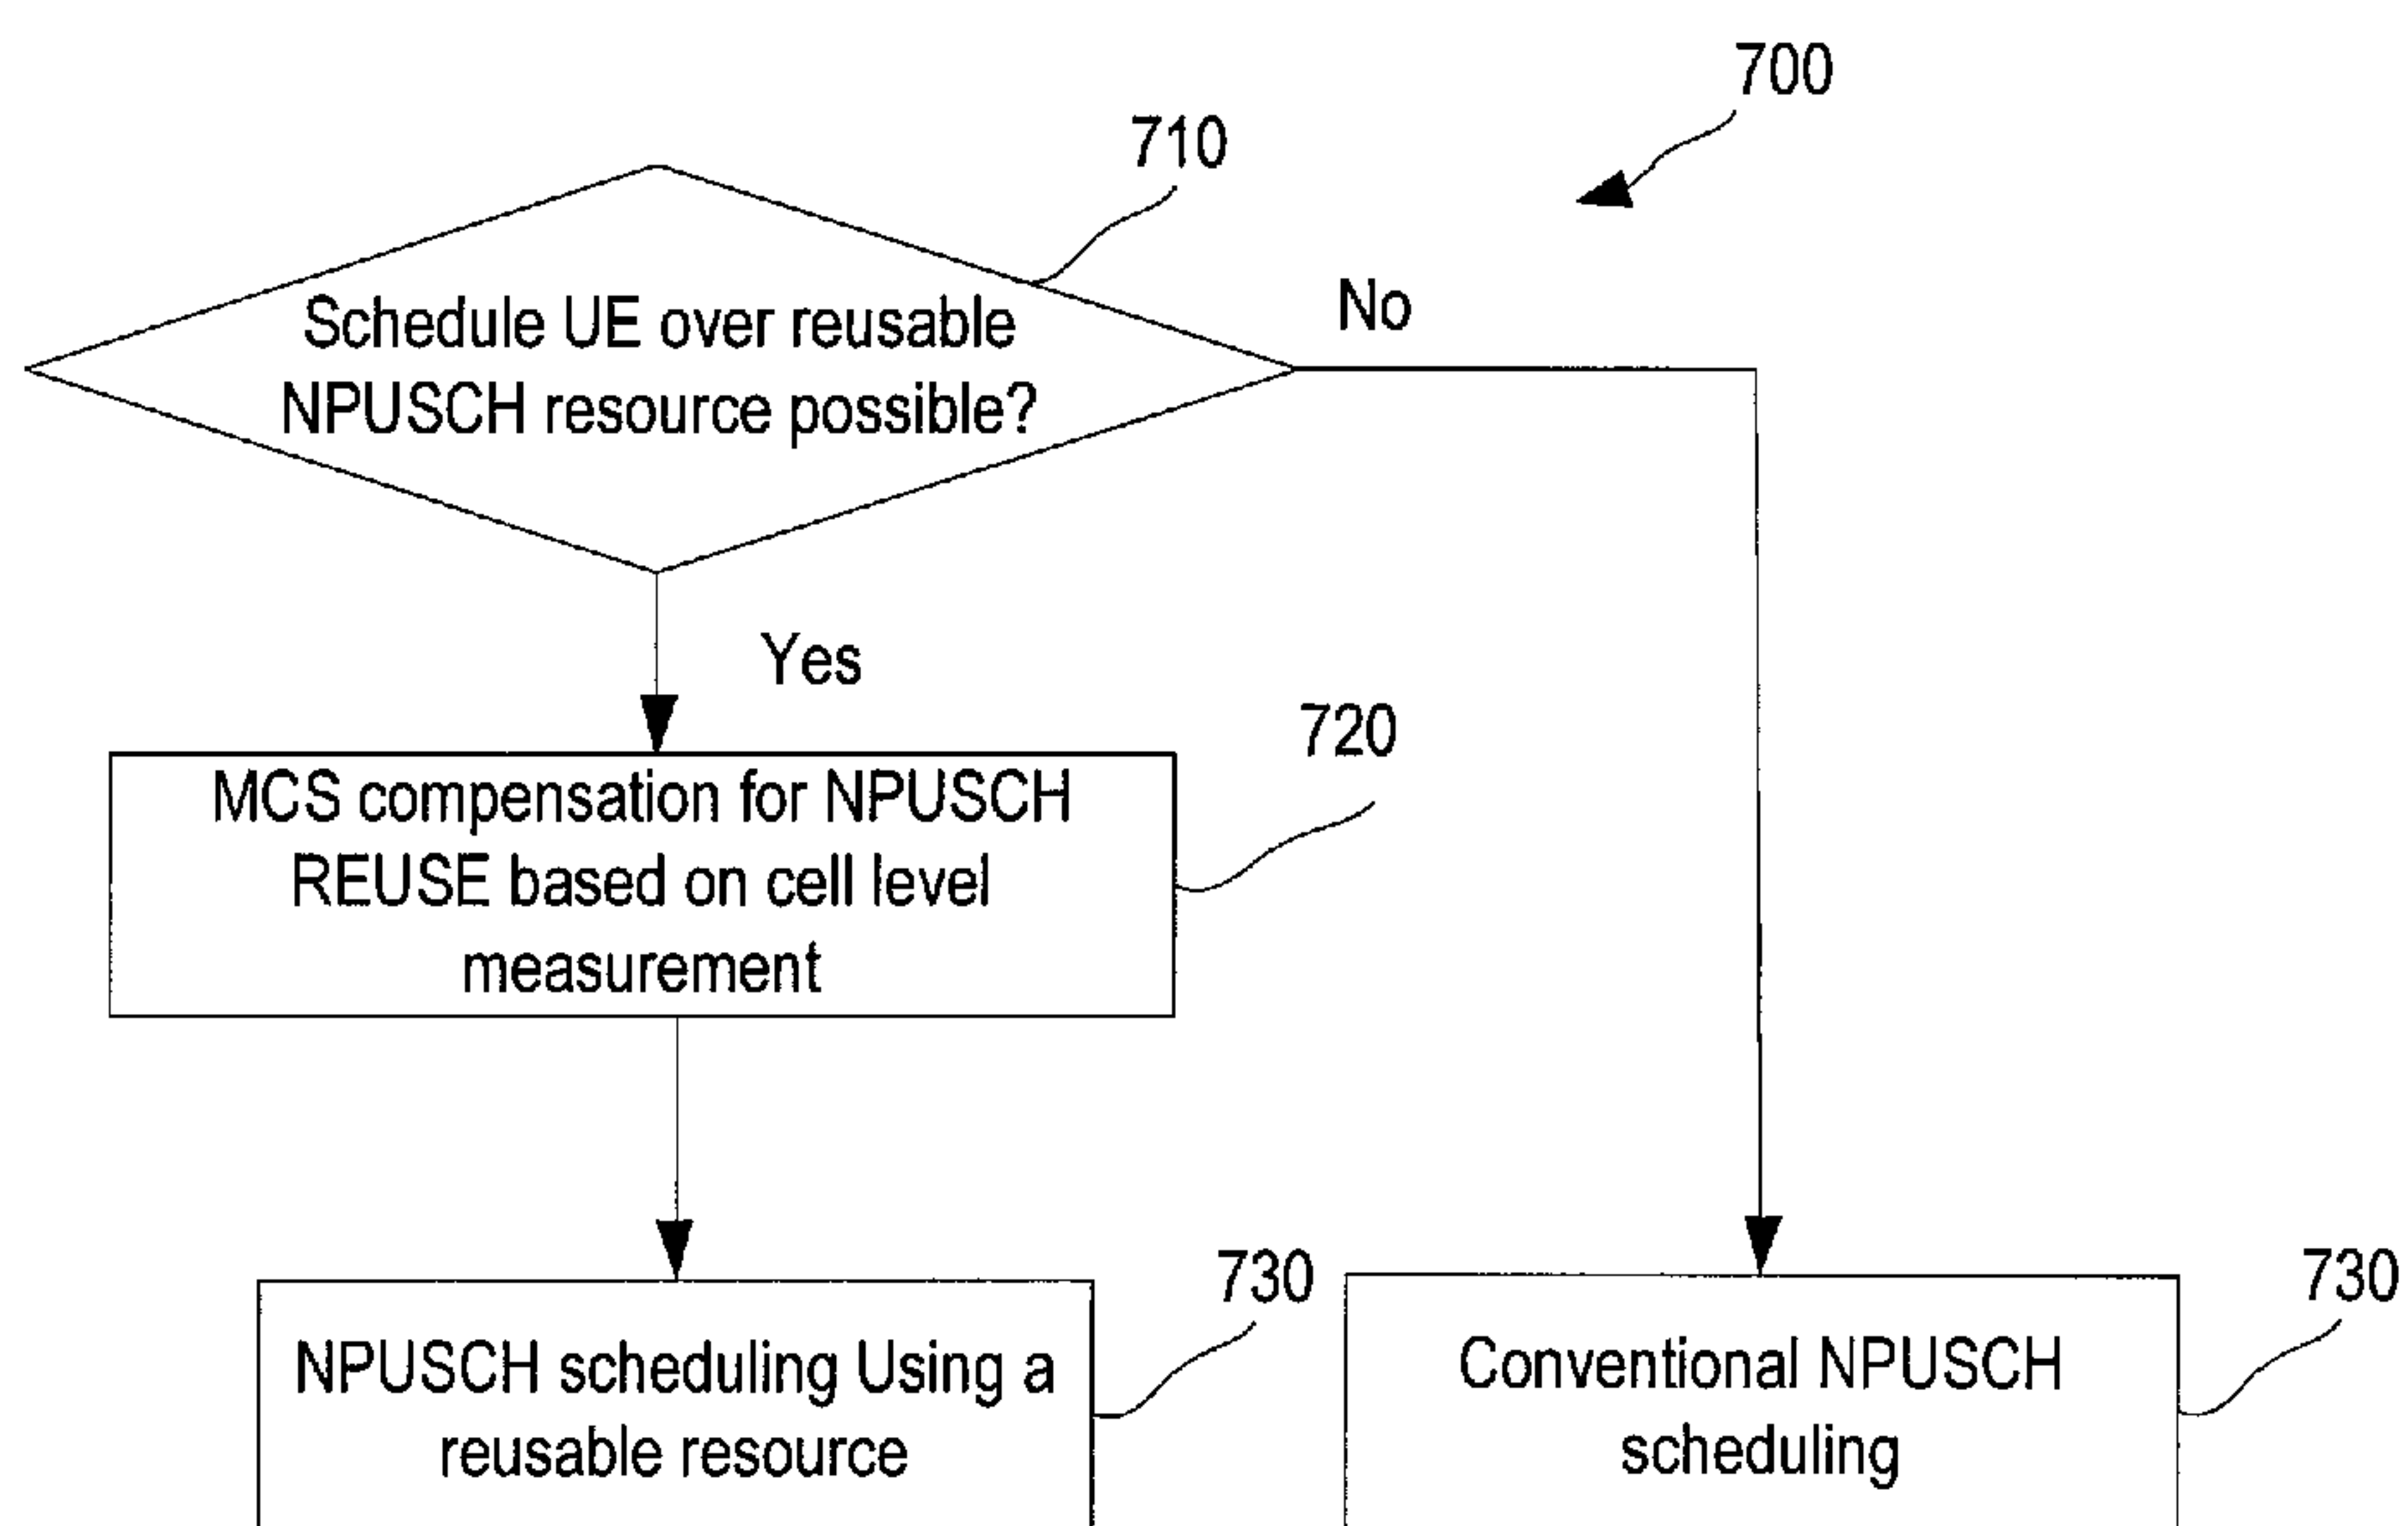 700
710
Schedule UE over reusable
NPUSCH resource possible?
No
Yes
720
MCS compensation for NPUSCH
REUSE based on cell level
measurement
730
NPUSCH scheduling Using a
reusable resource
730
Conventional NPUSCH
scheduling